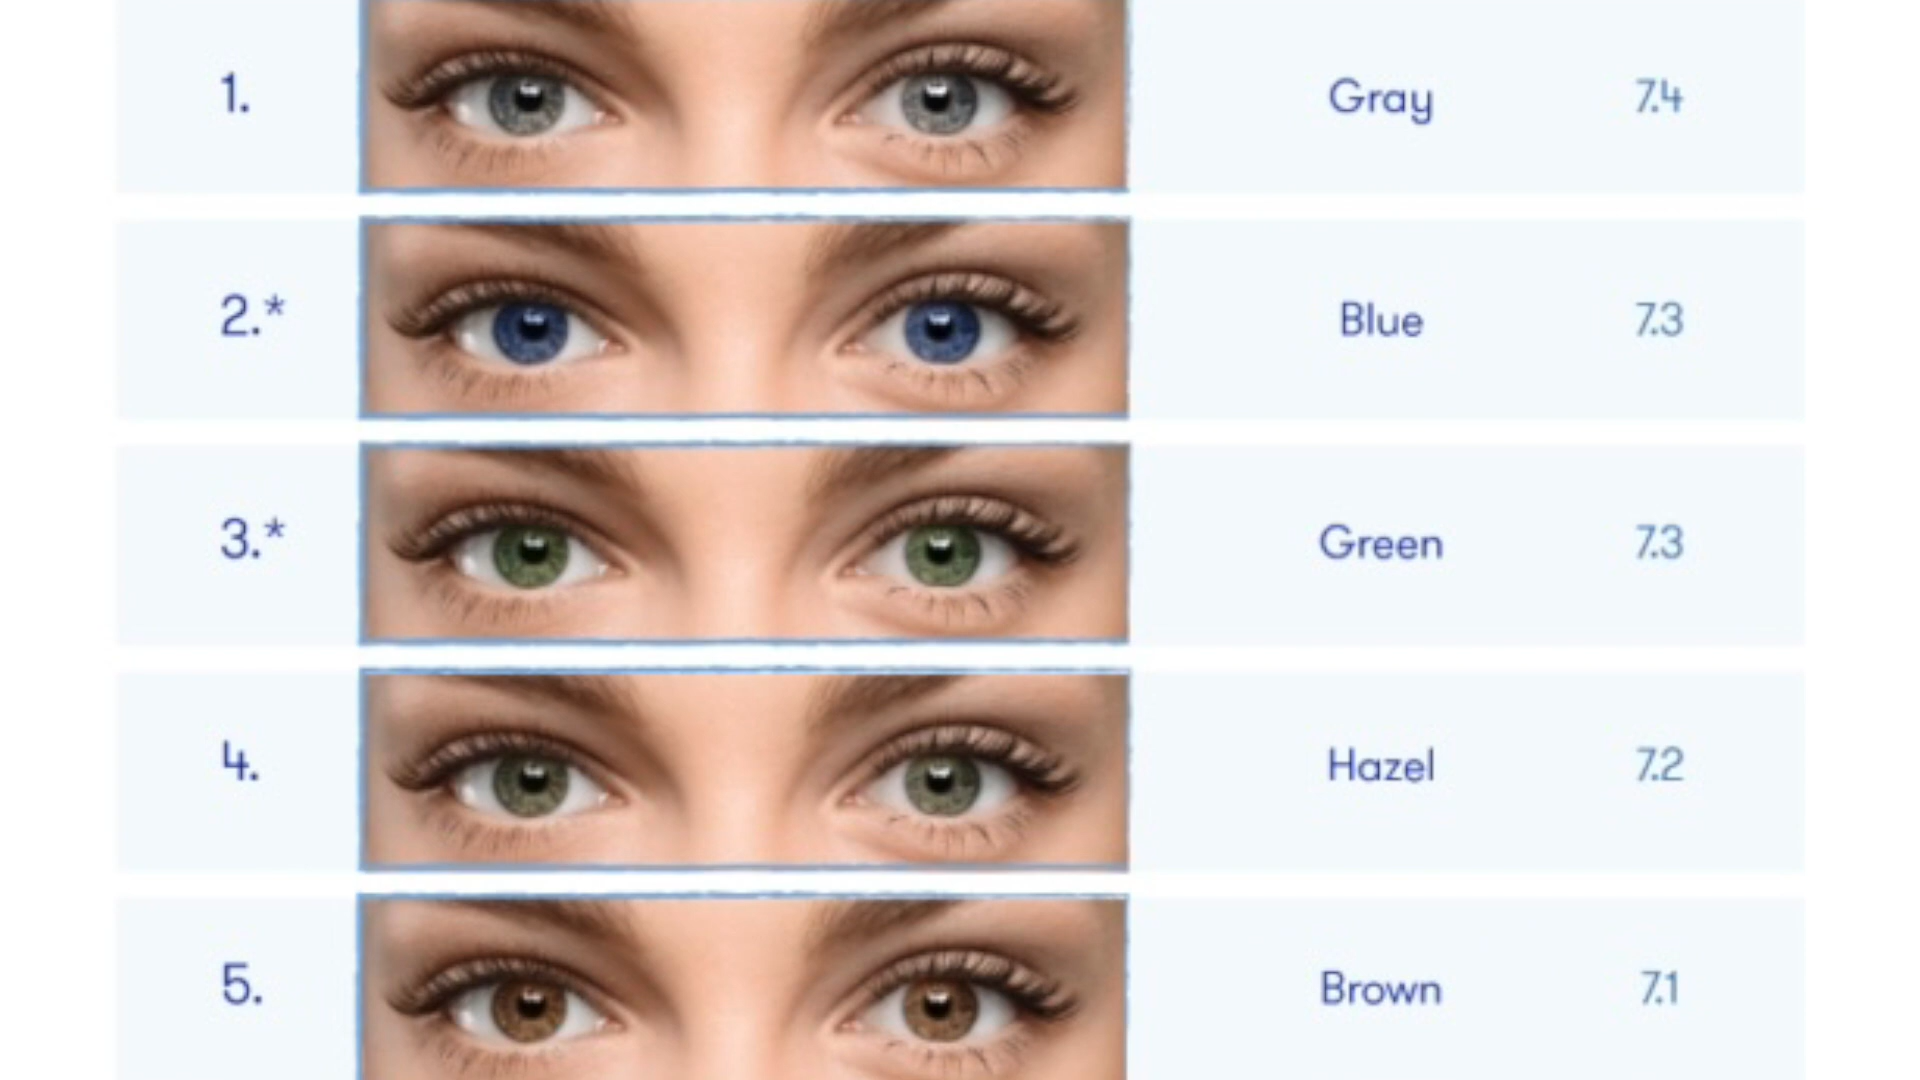 1. Gray 7.4
2.* Blue 7.3
3.* Green 7.3
4. Hazel 7.2
5. Brown 7.1